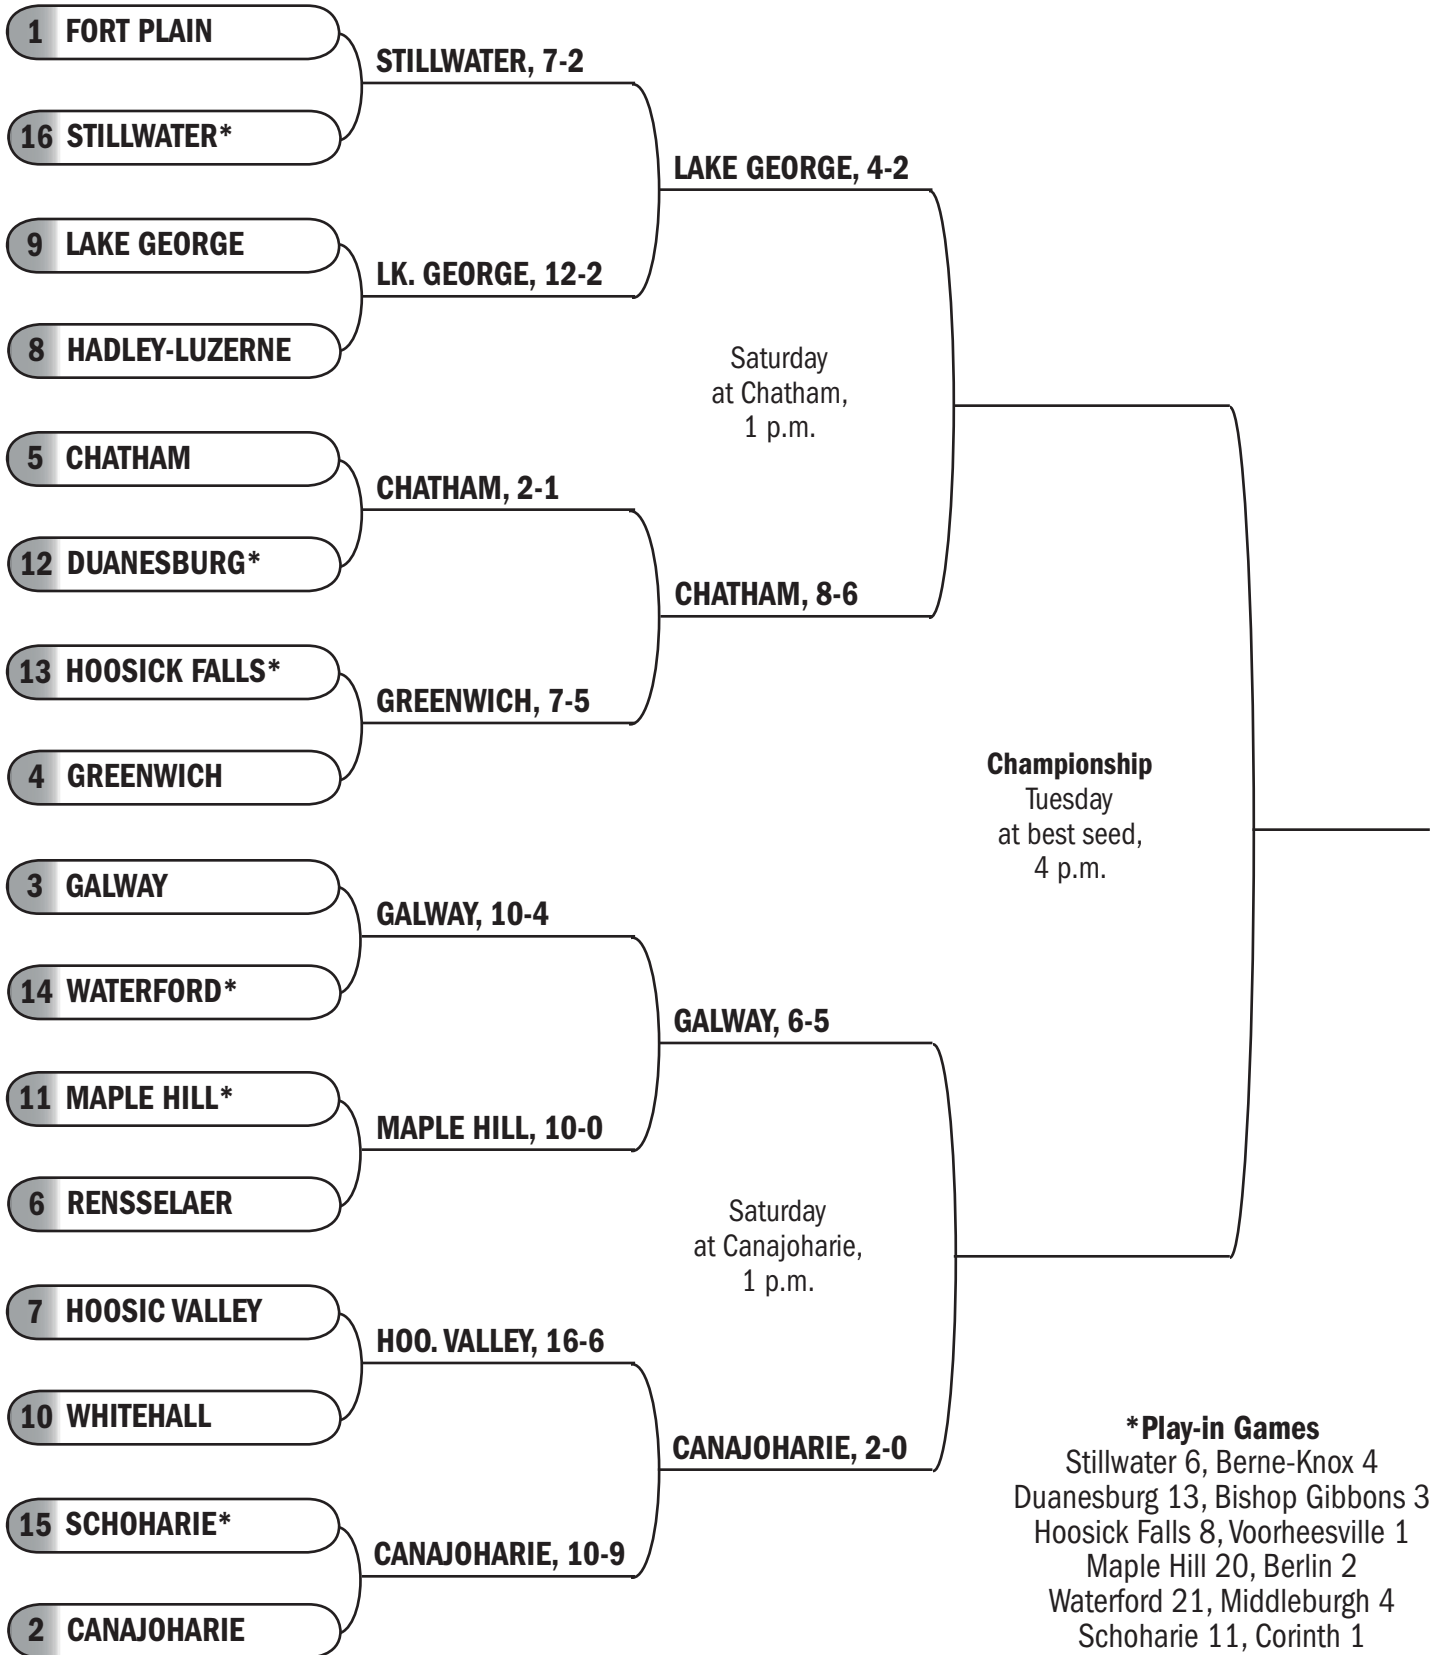 1 FORT PLAIN
STILLWATER, 7-2
16 STILLWATER*
LAKE GEORGE, 4-2
9 LAKE GEORGE
LK. GEORGE, 12-2
8 HADLEY-LUZERNE
Saturday
at Chatham,
1 p.m.
5 CHATHAM
CHATHAM, 2-1
12 DUANESBURG*
CHATHAM, 8-6
13 HOOSICK FALLS*
GREENWICH, 7-5
4 GREENWICH
Championship
Tuesday
at best seed,
4 p.m.
3 GALWAY
GALWAY, 10-4
14 WATERFORD*
GALWAY, 6-5
11 MAPLE HILL*
MAPLE HILL, 10-0
6 RENSSELAER
Saturday
at Canajoharie,
1 p.m.
7 HOOSIC VALLEY
HOO. VALLEY, 16-6
10 WHITEHALL
CANAJOHARIE, 2-0
15 SCHOHARIE*
CANAJOHARIE, 10-9
2 CANAJOHARIE
*Play-in Games
Stillwater 6, Berne-Knox 4
Duanesburg 13, Bishop Gibbons 3
Hoosick Falls 8, Voorheesville 1
Maple Hill 20, Berlin 2
Waterford 21, Middleburgh 4
Schoharie 11, Corinth 1